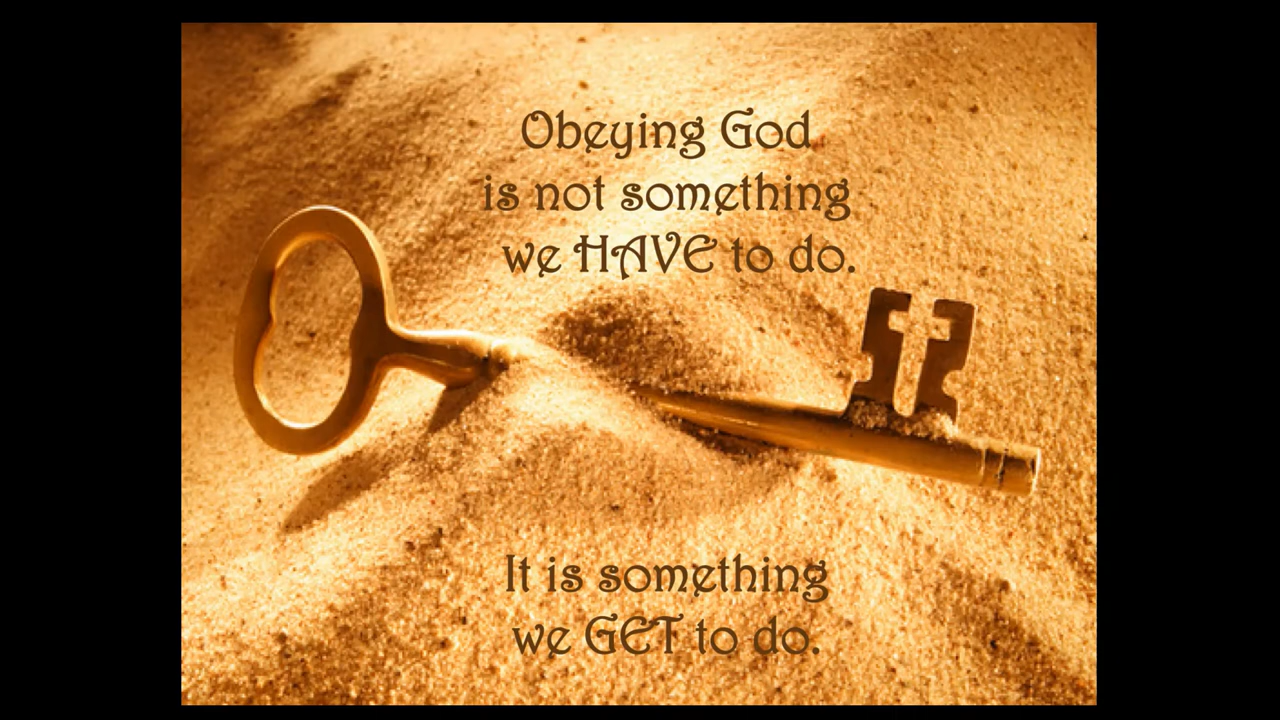 Obeying God
is not something
we HAVE to do.
It is something
we GET to do.